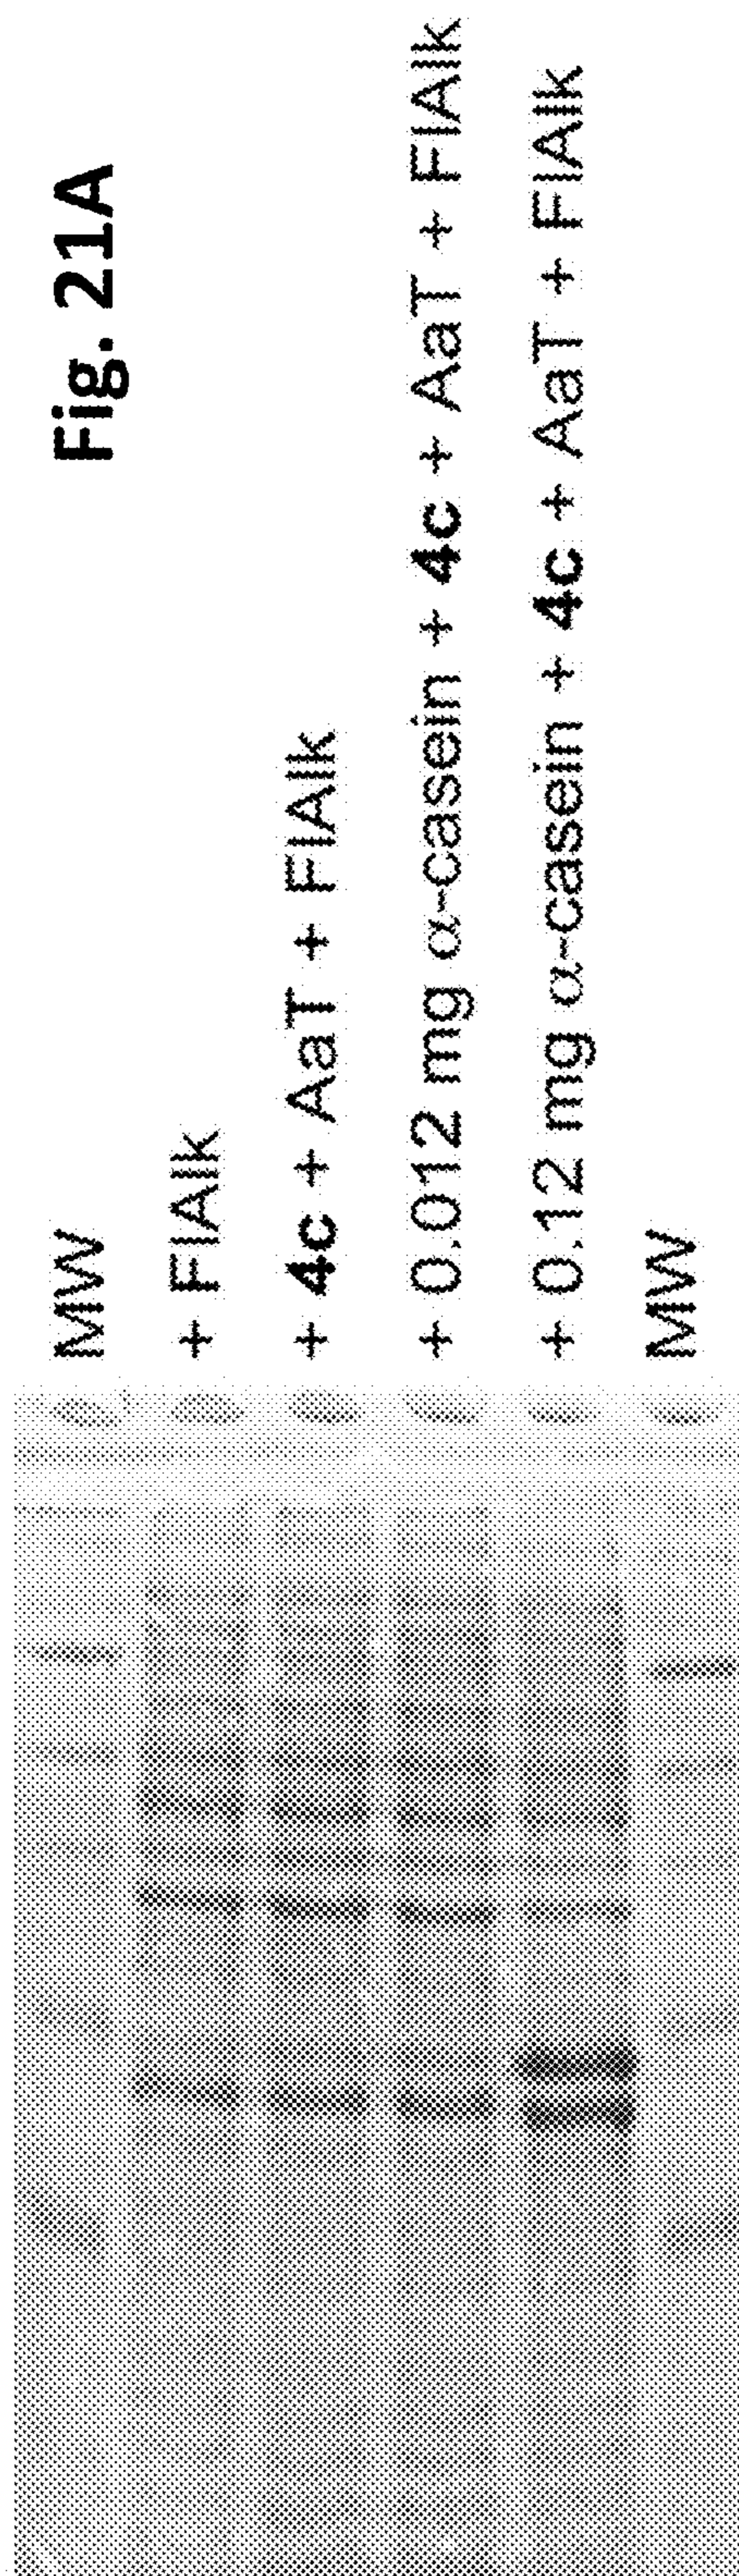 Fig. 21A
MW
+ FlAlk
+ 4c + AaT + FlAlk
+ 0.012 mg α-casein + 4c + AaT + FlAlk
+ 0.12 mg α-casein + 4c + AaT + FlAlk
MW